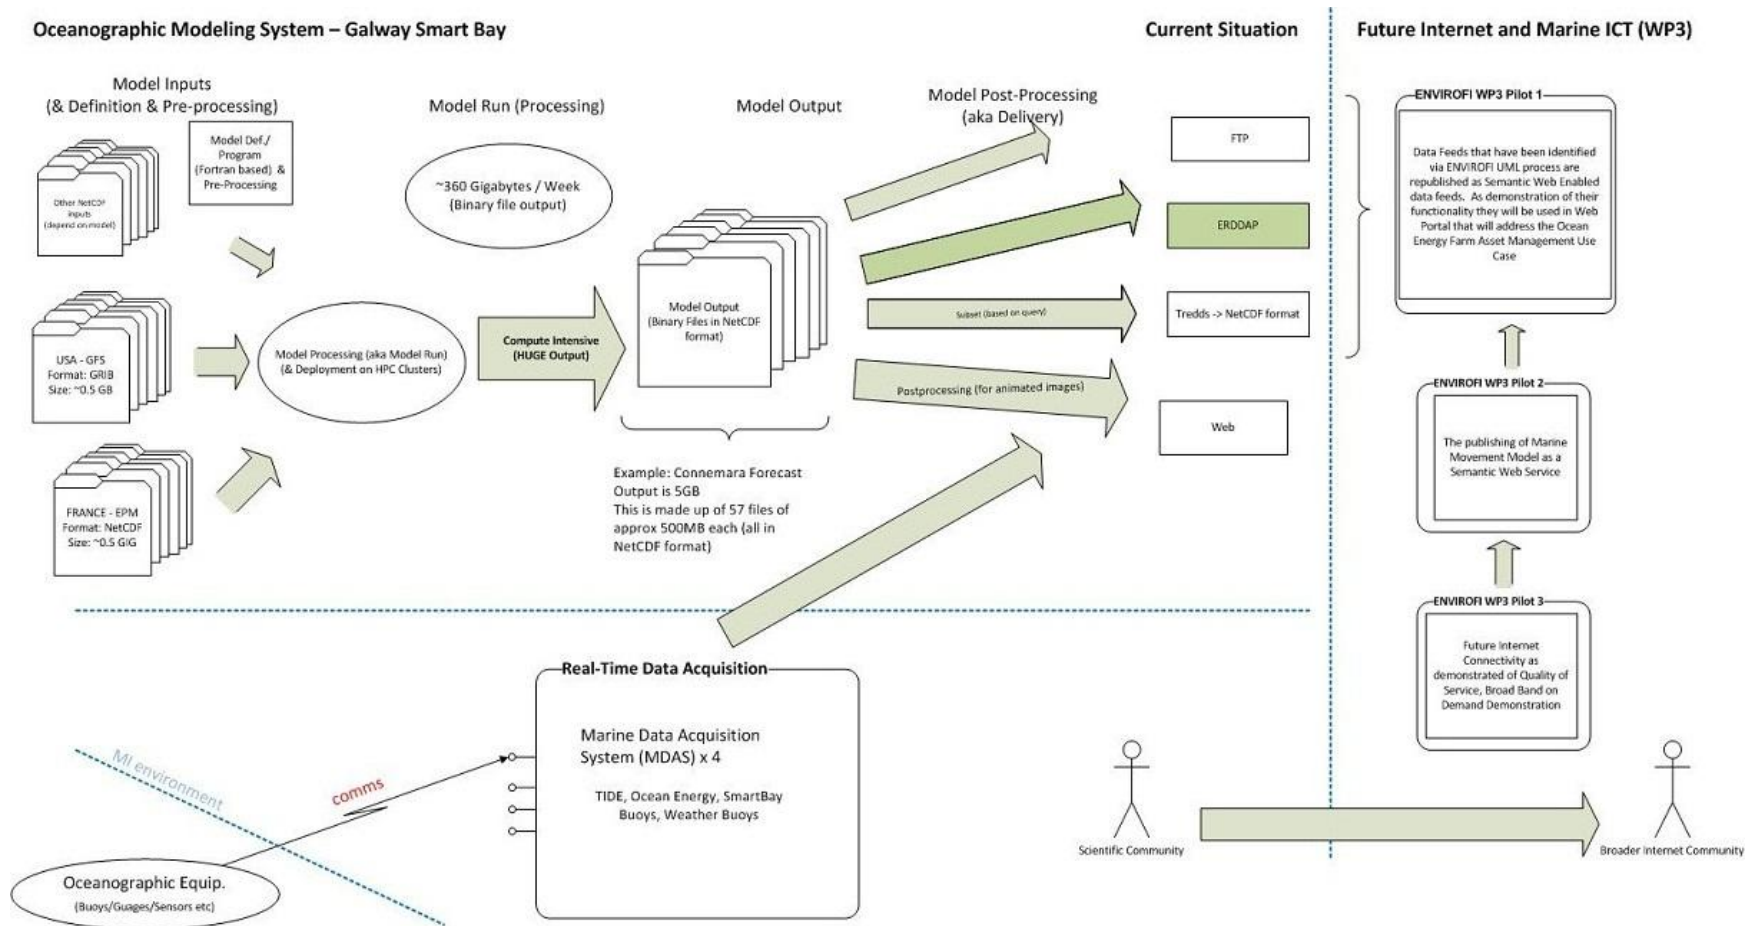 Oceanographic Modeling System – Galway Smart Bay
Current Situation
Future Internet and Marine ICT (WP3)
Model Inputs
(& Definition & Pre-processing)
Model Run (Processing)
Model Output
Model Post-Processing
(aka Delivery)
Other NetCDF
inputs
(depend on model)
Model Def./
Program
(Fortran based) &
Pre-Processing
~360 Gigabytes / Week
(Binary file output)
USA - GFS
Format: GRIB
Size: ~0.5 GB
FRANCE - EPM
Format: NetCDF
Size: ~0.5 GIG
Model Processing (aka Model Run)
(& Deployment on HPC Clusters)
Compute Intensive
(HUGE Output)
Model Output
(Binary Files in NetCDF
format)
Example: Connemara Forecast
Output is 5GB
This is made up of 57 files of
approx 500MB each (all in
NetCDF format)
Subset (based on query)
Postprocessing (for animated images)
FTP
ERDDAP
Tredds -> NetCDF format
Web
ENVIROFI WP3 Pilot 1
Data Feeds that have been identified
via ENVIROFI UML process are
republished as Semantic Web Enabled
data feeds. As demonstration of their
functionality they will be used in Web
Portal that will address the Ocean
Energy Farm Asset Management Use
Case
ENVIROFI WP3 Pilot 2
The publishing of Marine
Movement Model as a
Semantic Web Service
ENVIROFI WP3 Pilot 3
Future Internet
Connectivity as
demonstrated of Quality of
Service, Broad Band on
Demand Demonstration
Real-Time Data Acquisition
Marine Data Acquisition
System (MDAS) x 4
TIDE, Ocean Energy, SmartBay
Buoys, Weather Buoys
MI environment
comms
Oceanographic Equip.
(Buoys/Guages/Sensors etc)
Scientific Community
Broader Internet Community